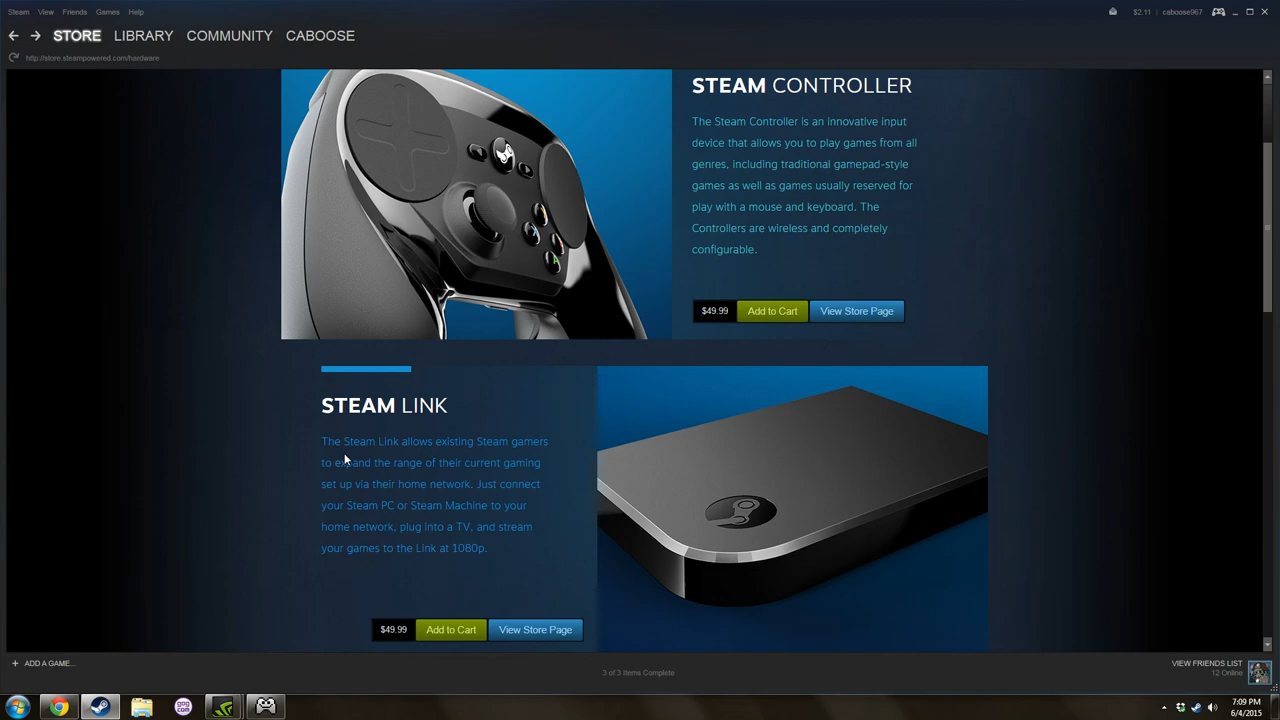 Steam View Friends Games Help
$2.11 caboose967
STORE LIBRARY COMMUNITY CABOOSE
http://store.steampowered.com/hardware
STEAM CONTROLLER
The Steam Controller is an innovative input
device that allows you to play games from all
genres, including traditional gamepad-style
games as well as games usually reserved for
play with a mouse and keyboard. The
Controllers are wireless and completely
configurable.
$49.99 Add to Cart View Store Page
STEAM LINK
The Steam Link allows existing Steam gamers
to expand the range of their current gaming
set up via their home network. Just connect
your Steam PC or Steam Machine to your
home network, plug into a TV, and stream
your games to the Link at 1080p.
$49.99 Add to Cart View Store Page
+ ADD A GAME...
3 of 3 Items Complete
VIEW FRIENDS LIST
12 Online
gog
com
7:09 PM
6/4/2015